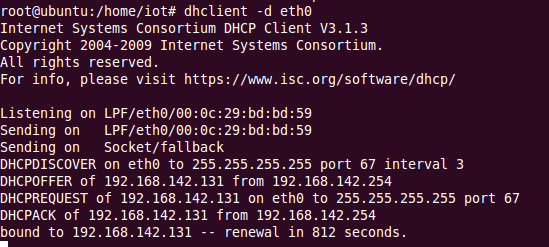 root@ubuntu:/home/iot# dhclient -d eth0
Internet Systems Consortium DHCP Client V3.1.3
Copyright 2004-2009 Internet Systems Consortium.
All rights reserved.
For info, please visit https://www.isc.org/software/dhcp/

Listening on LPF/eth0/00:0c:29:bd:bd:59
Sending on   LPF/eth0/00:0c:29:bd:bd:59
Sending on   Socket/fallback
DHCPDISCOVER on eth0 to 255.255.255.255 port 67 interval 3
DHCPOFFER of 192.168.142.131 from 192.168.142.254
DHCPREQUEST of 192.168.142.131 on eth0 to 255.255.255.255 port 67
DHCPACK of 192.168.142.131 from 192.168.142.254
bound to 192.168.142.131 -- renewal in 812 seconds.